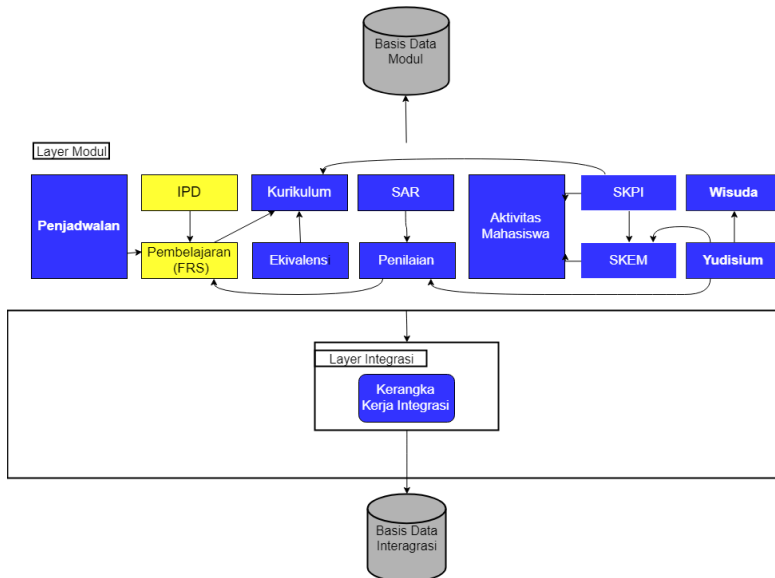 Basis Data
Modul
Layer Modul
Penjadwalan
IPD
Kurikulum
SAR
Aktivitas
Mahasiswa
SKPI
Wisuda
Pembelajaran
(FRS)
Ekivalensi
Penilaian
SKEM
Yudisium
Layer Integrasi
Kerangka
Kerja Integrasi
Basis Data
Interagrasi